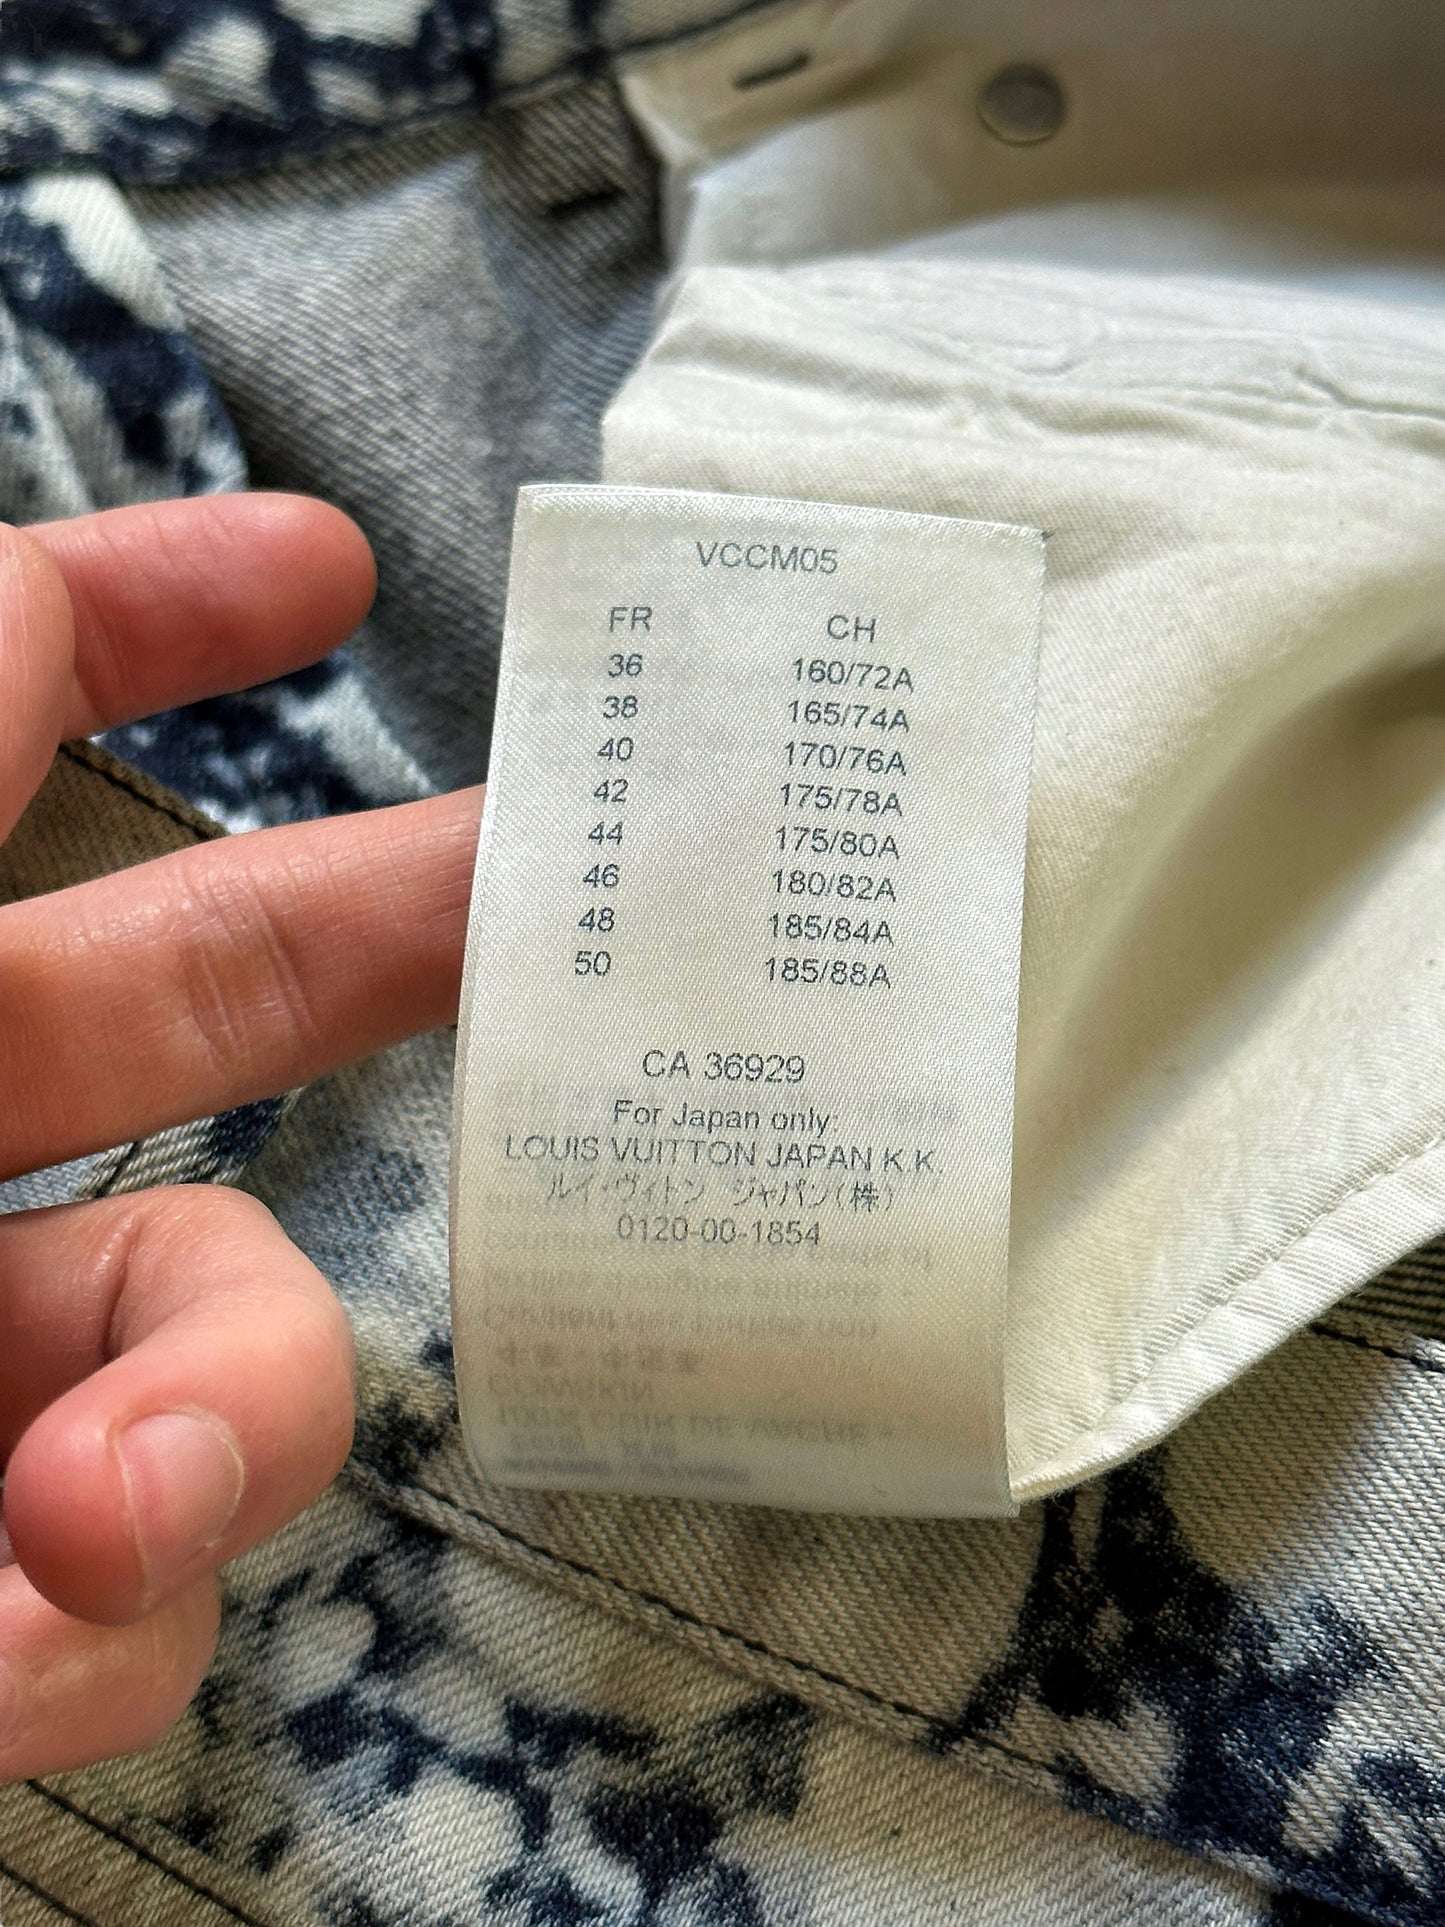 VCCM05
FR CH
36 160/72A
38 165/74A
40 170/76A
42 175/78A
44 175/80A
46 180/82A
48 185/84A
50 185/88A
CA 36929
For Japan only:
LOUIS VUITTON JAPAN K.K.
ルイ・ヴィトン ジャパン(株)
0120-00-1854